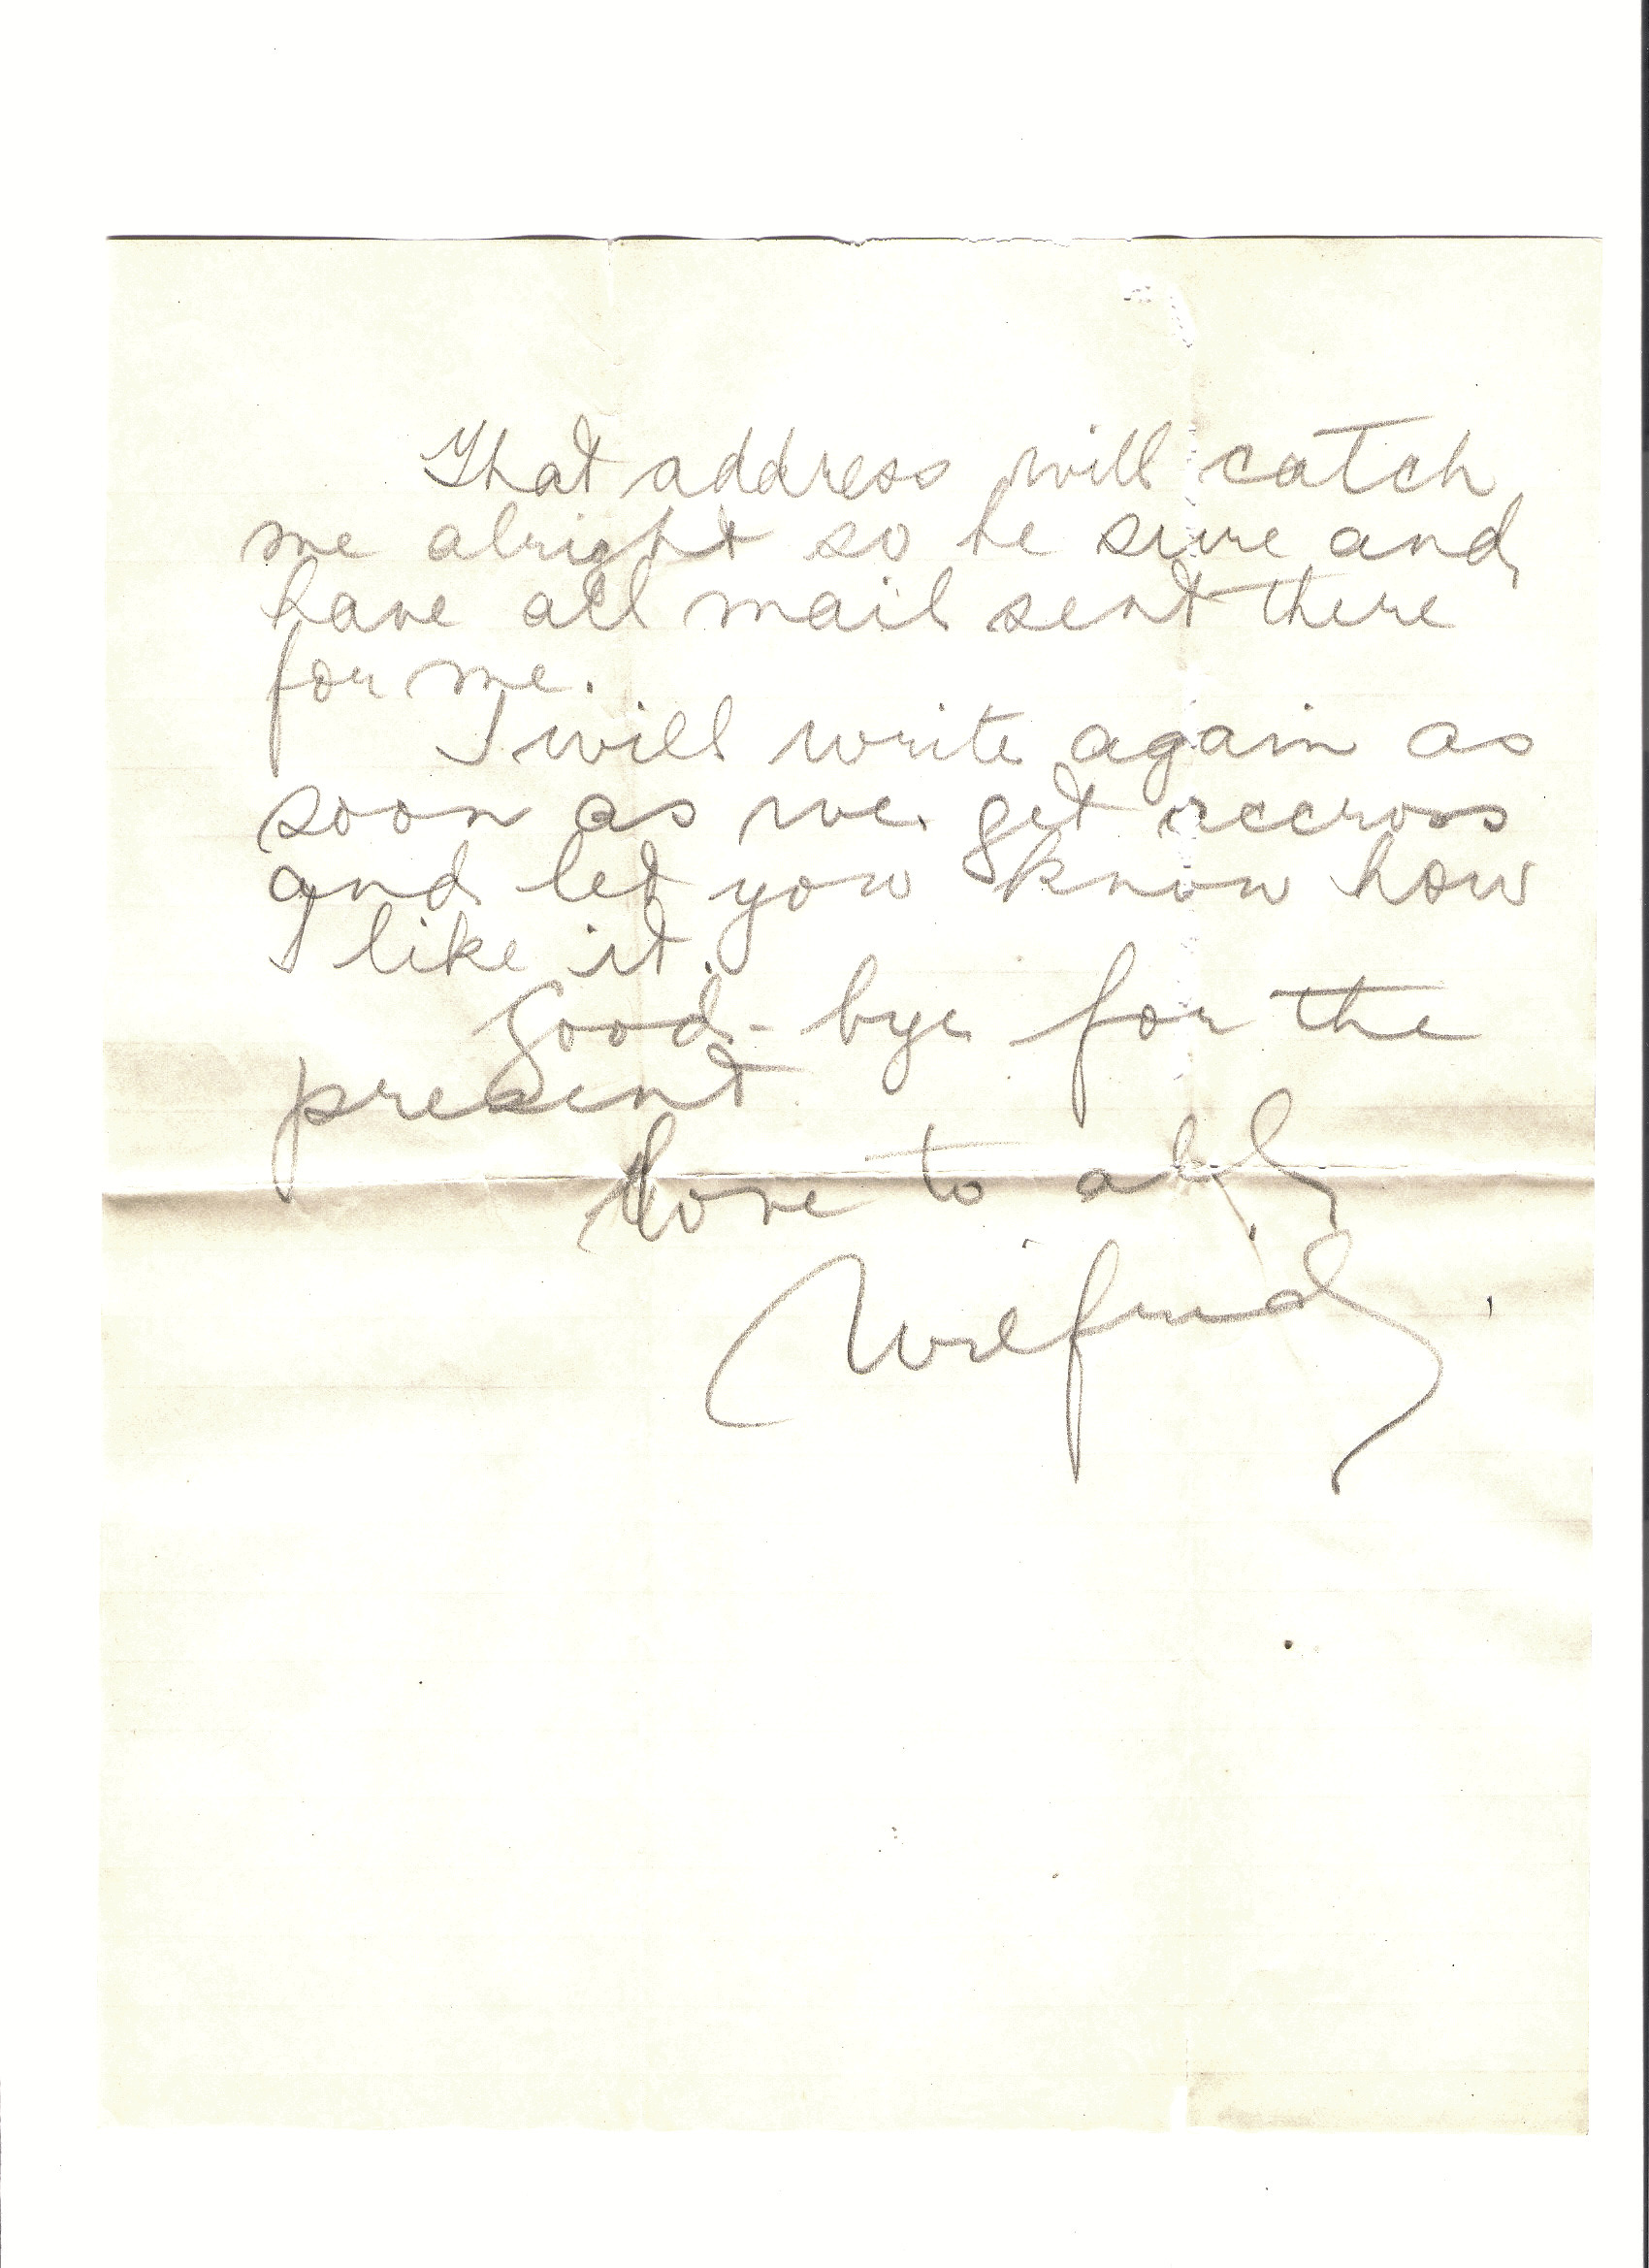 That address will catch
me alright so be sure and
have all mail sent there
for me.
I will write again as
soon as we get accross
and let you know how
I like it.
Good-bye for the
present
Love to all
Wilfrid